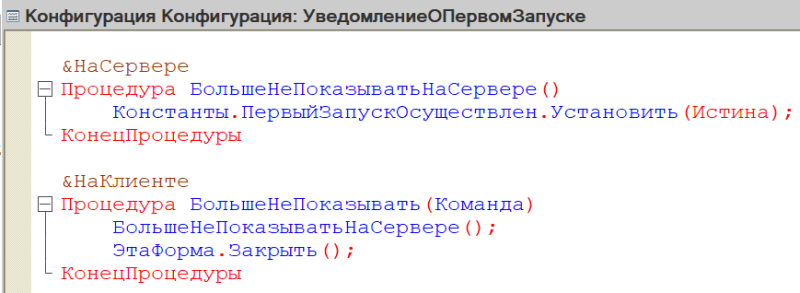 Конфигурация Конфигурация: УведомлениеОПервомЗапуске
&НаСервере
Процедура БольшеНеПоказыватьНаСервере()
Константы.ПервыйЗапускОсуществлен.Установить(Истина);
КонецПроцедуры
&НаКлиенте
Процедура БольшеНеПоказывать(Команда)
БольшеНеПоказыватьНаСервере();
ЭтаФорма.Закрыть();
КонецПроцедуры